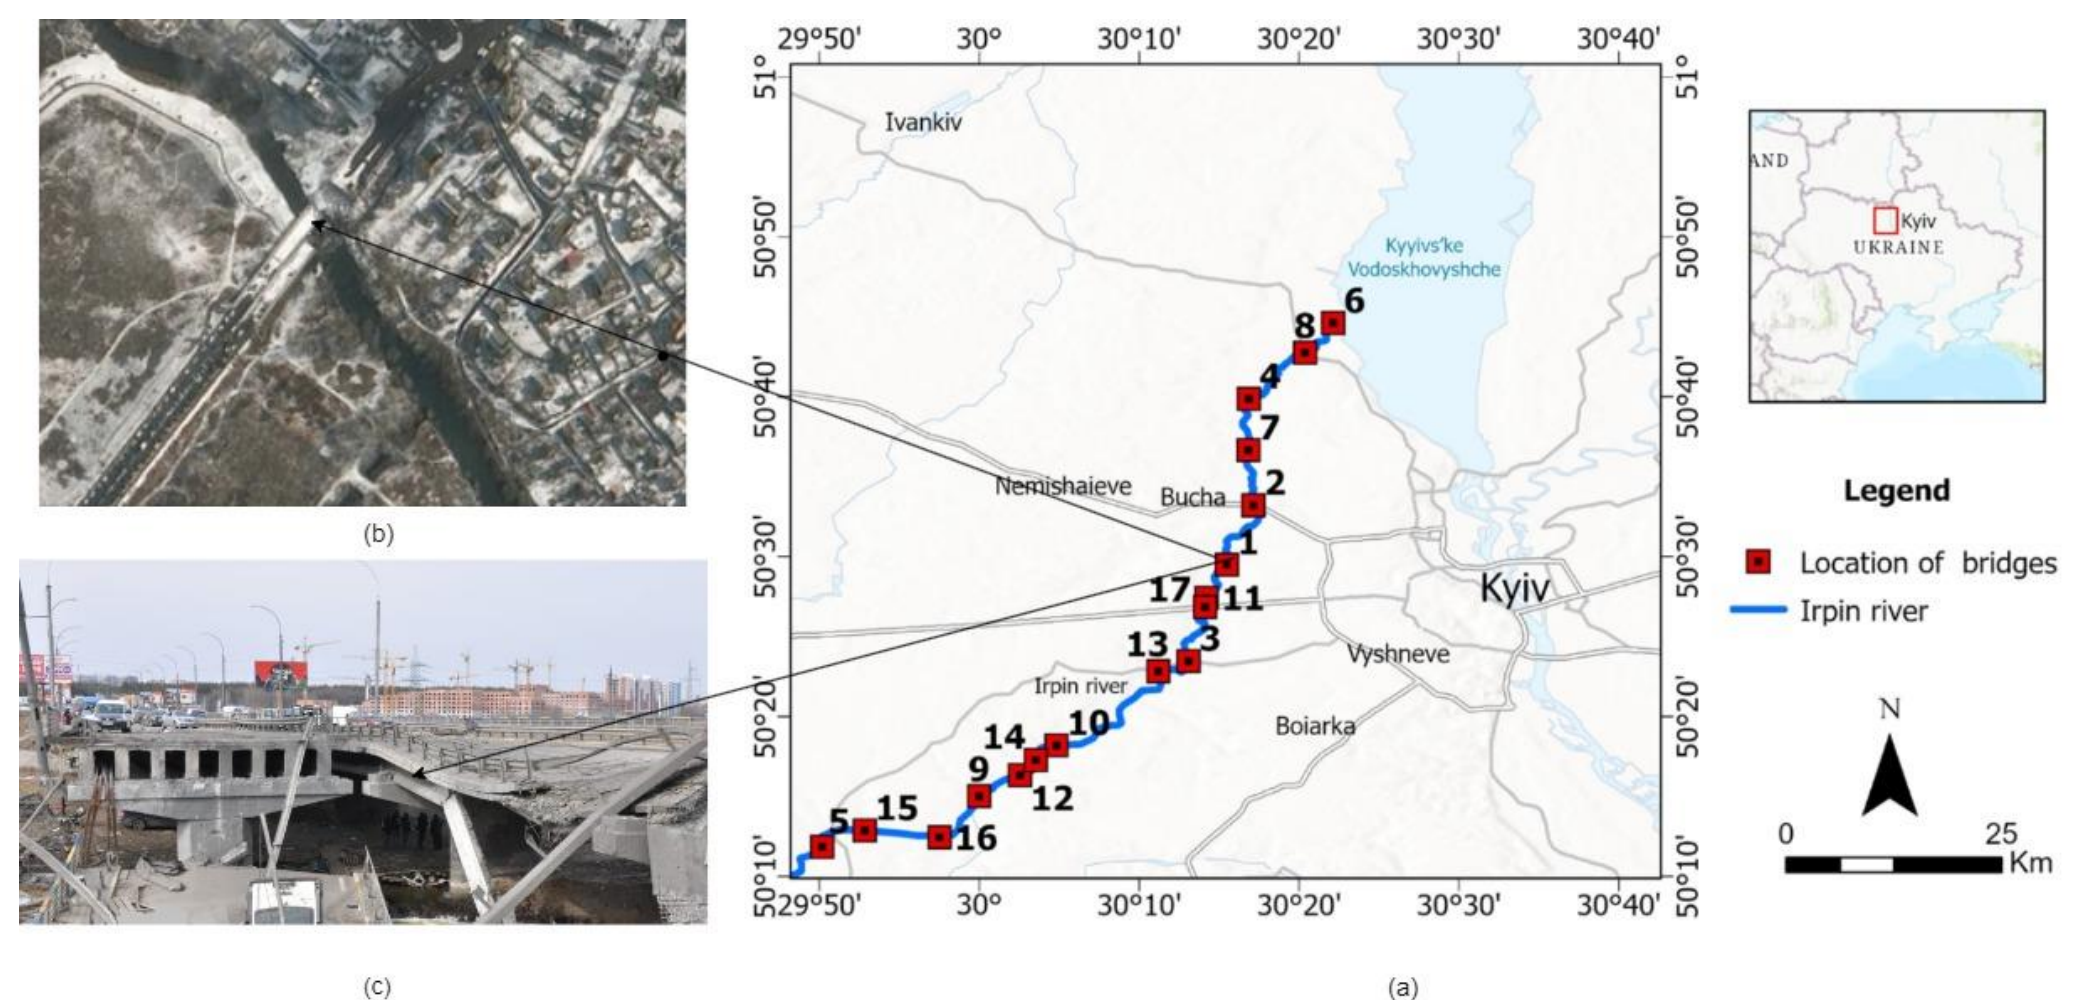 29°50' 30° 30°10' 30°20' 30°30' 30°40'
51°
51°
Ivankiv
50°50'
50°50'
Kyyivs'ke
Vodoskhovyshche
AND
Kyiv
UKRAINE
6
8
4
50°40'
50°40'
7
2
Nemishaieve
Bucha
Legend
(b)
1
50°30'
50°30'
Location of bridges
Kyiv
17
11
Irpin river
3
13
Vyshneve
Irpin river
50°20'
50°20'
10
Boiarka
14
N
9
12
5
15
16
0 25
Km
50°10'
50°10'
29°50' 30° 30°10' 30°20' 30°30' 30°40'
(c)
(a)